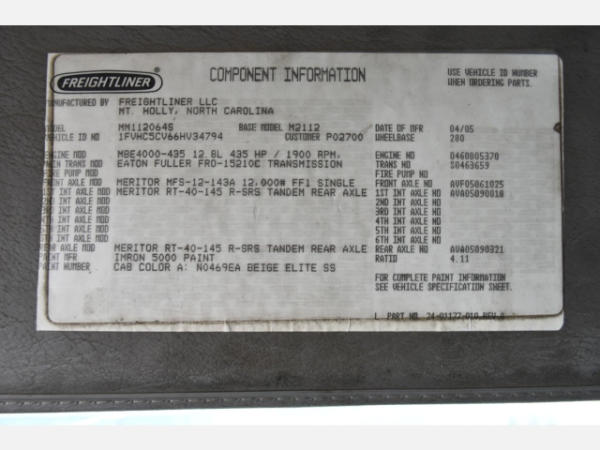 FREIGHTLINER
COMPONENT INFORMATION
USE VEHICLE ID NUMBER
WHEN ORDERING PARTS.
MANUFACTURED BY FREIGHTLINER LLC
MT. HOLLY, NORTH CAROLINA
MODEL MM112064S BASE MODEL M2112 DATE OF MFR 04/05
VEHICLE ID NO 1FVHC5CV66HV34794 CUSTOMER P02700 WHEELBASE 280
ENGINE MOD MBE4000-435 12.8L 435 HP / 1900 RPM, ENGINE NO 0460805370
MAIN TRANS MOD EATON FULLER FRO-15210C TRANSMISSION TRANS NO S0463659
FIRE PUMP MOD FIRE PUMP NO
FRONT AXLE MOD MERITOR MFS-12-143A 12,000# FF1 SINGLE FRONT AXLE NO AVF05061025
1ST INT AXLE MOD MERITOR RT-40-145 R-SRS TANDEM REAR AXLE 1ST INT AXLE NO AVA05090018
2ND INT AXLE MOD 2ND INT AXLE NO
3RD INT AXLE MOD 3RD INT AXLE NO
4TH INT AXLE MOD 4TH INT AXLE NO
5TH INT AXLE MOD 5TH INT AXLE NO
6TH INT AXLE MOD 6TH INT AXLE NO
REAR AXLE MOD MERITOR RT-40-145 R-SRS TANDEM REAR AXLE REAR AXLE NO AVA05090321
PAINT MFR IMRON 5000 PAINT RATIO 4.11
PAINT NUMBER CAB COLOR A: N0469EA BEIGE ELITE SS
FOR COMPLETE PAINT INFORMATION
SEE VEHICLE SPECIFICATION SHEET.
PART NO. 24-01177-010